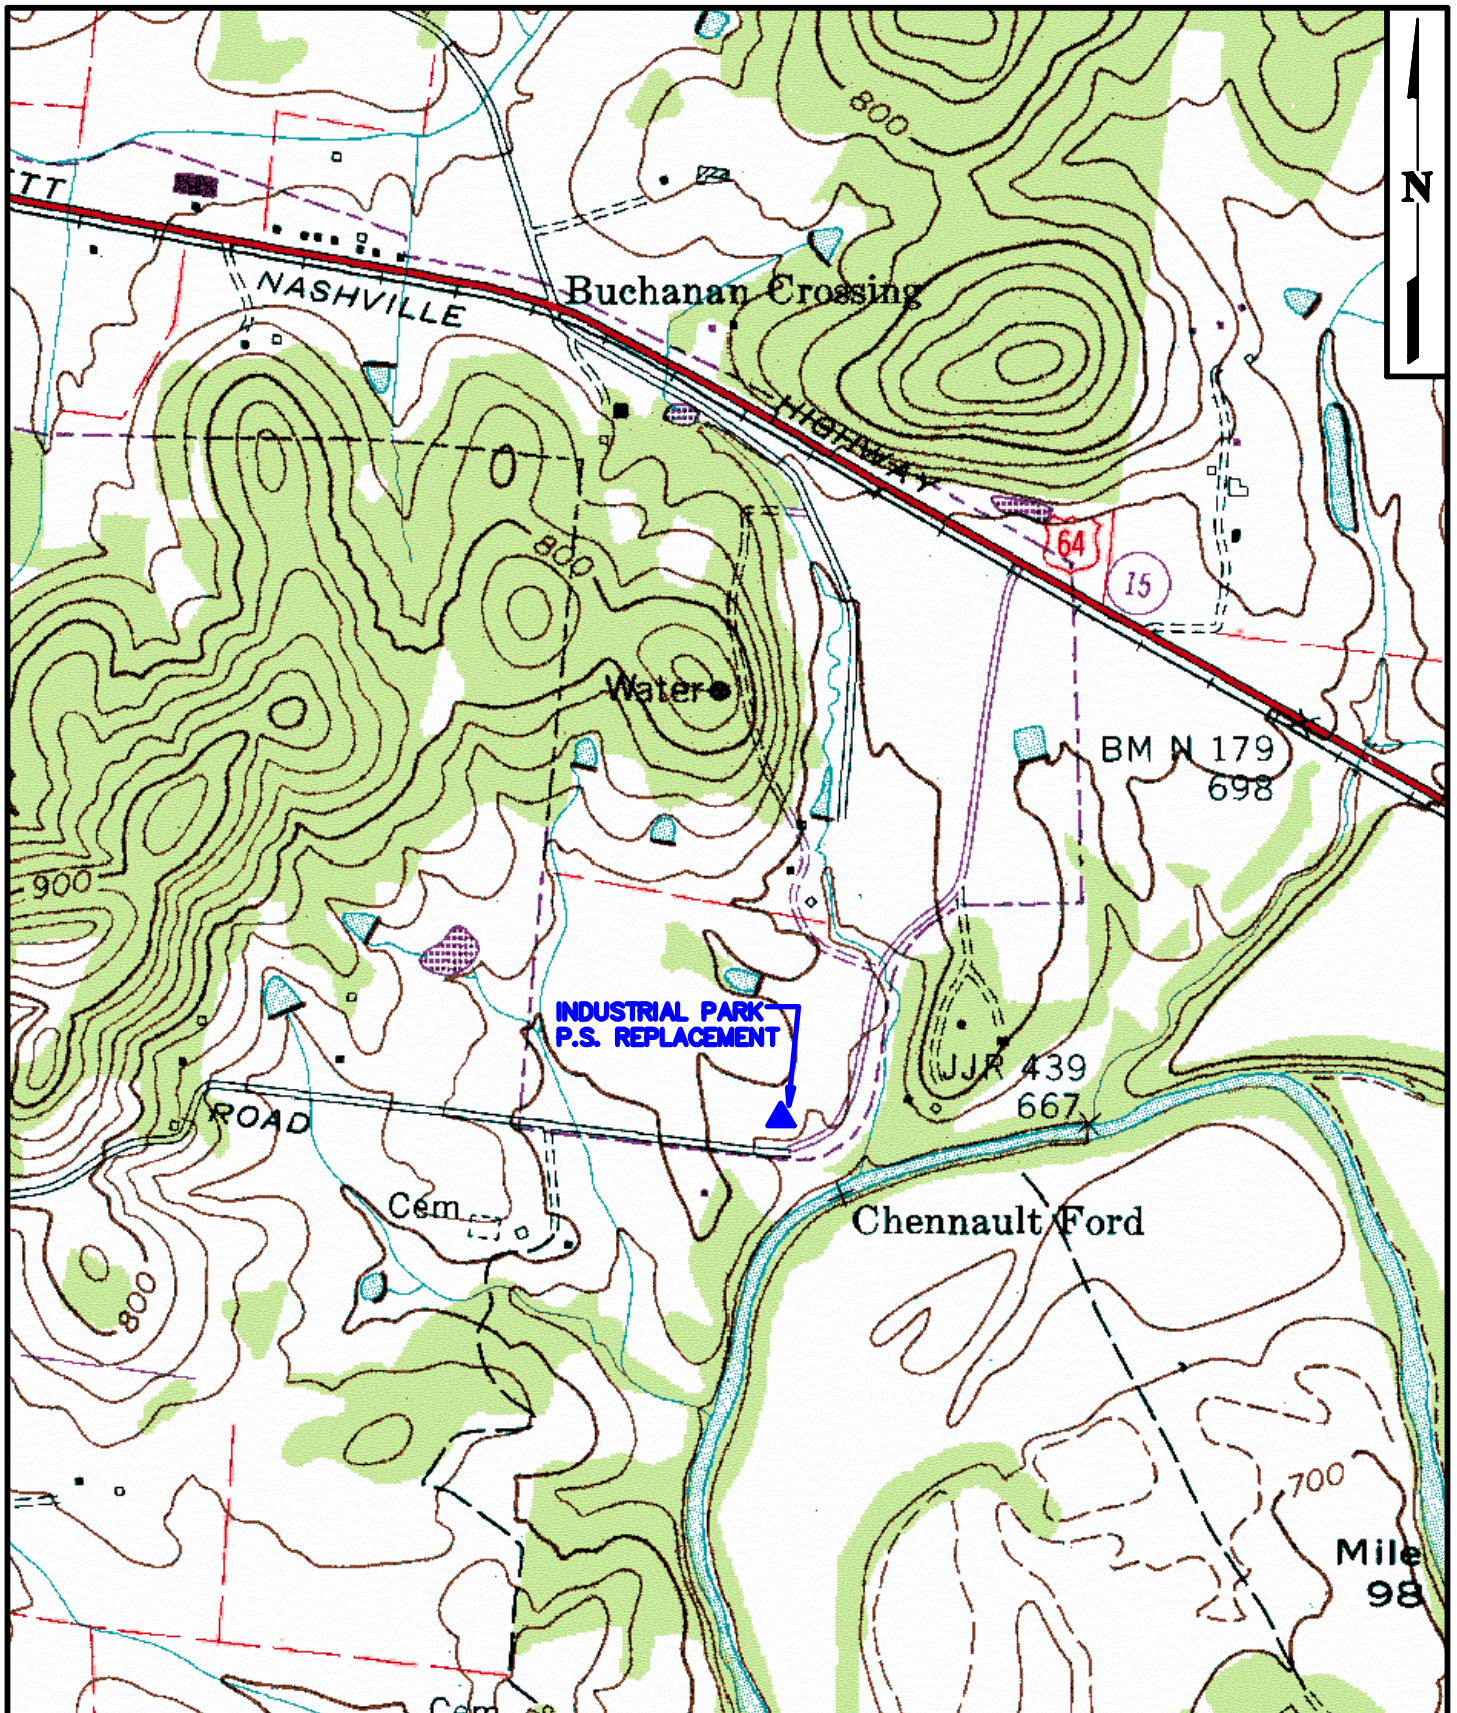 800
N
TT
NASHVILLE
Buchanan Crossing
HIGHWAY
64
15
800
Water
BM N 179
698
900
INDUSTRIAL PARK
P.S. REPLACEMENT
JJR 439
667
ROAD
Cem
Chennault Ford
800
700
Mile
98
Cem